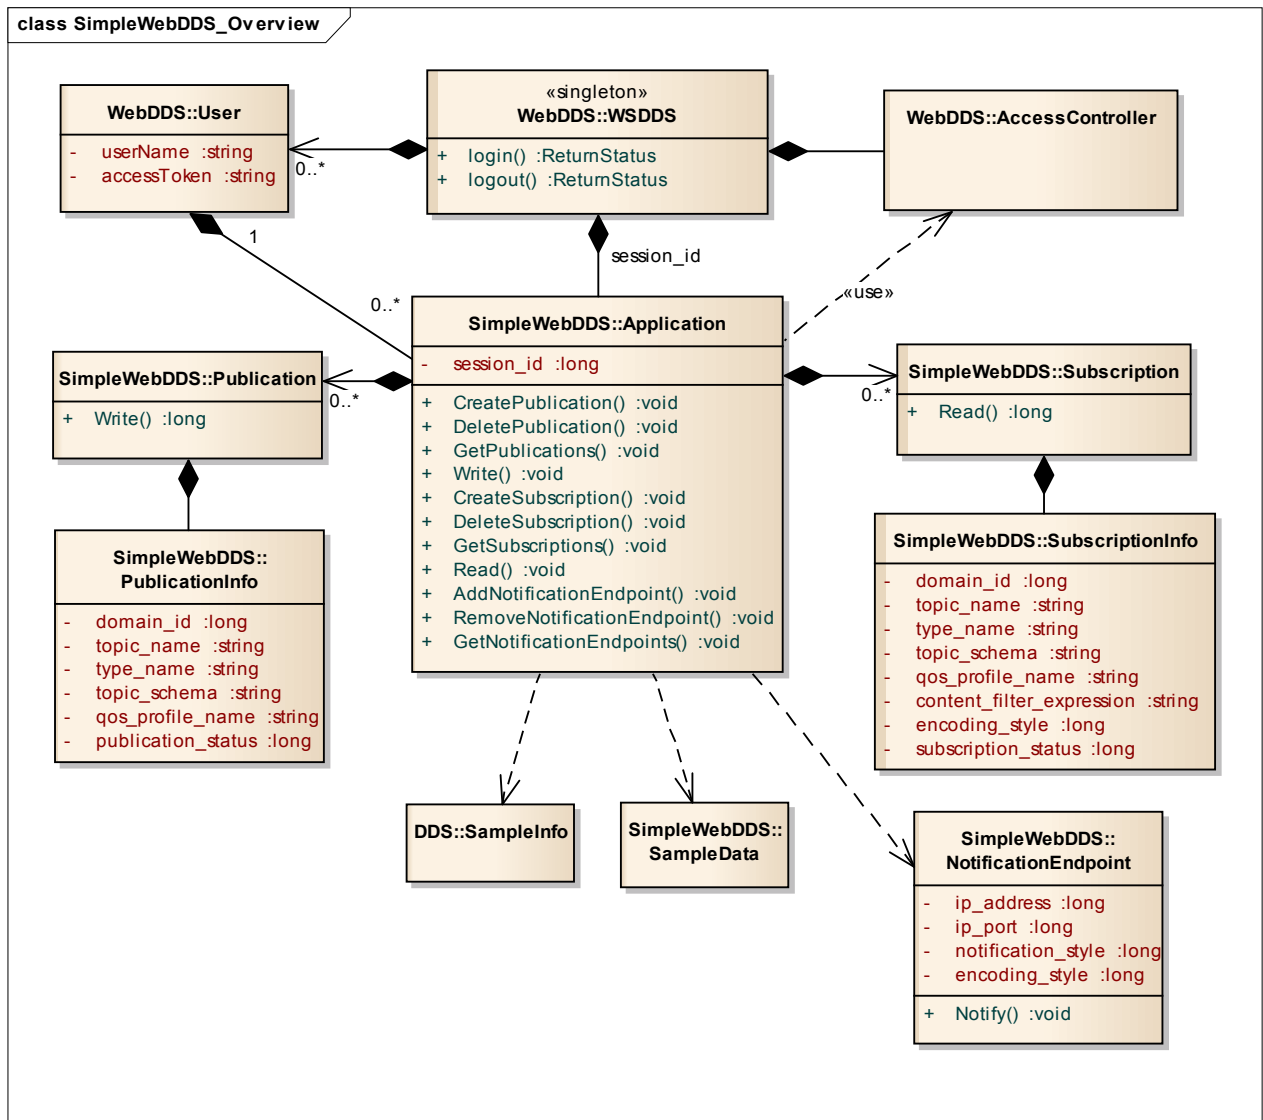 class SimpleWebDDS_Overview
WebDDS::User
- userName :string
- accessToken :string
«singleton»
WebDDS::WSDDS
+ login() :ReturnStatus
+ logout() :ReturnStatus
WebDDS::AccessController
0..*
1
session_id
«use»
0..*
SimpleWebDDS::Application
- session_id :long
+ CreatePublication() :void
+ DeletePublication() :void
+ GetPublications() :void
+ Write() :void
+ CreateSubscription() :void
+ DeleteSubscription() :void
+ GetSubscriptions() :void
+ Read() :void
+ AddNotificationEndpoint() :void
+ RemoveNotificationEndpoint() :void
+ GetNotificationEndpoints() :void
SimpleWebDDS::Publication
+ Write() :long
0..*
SimpleWebDDS::Subscription
+ Read() :long
0..*
SimpleWebDDS::
PublicationInfo
- domain_id :long
- topic_name :string
- type_name :string
- topic_schema :string
- qos_profile_name :string
- publication_status :long
SimpleWebDDS::SubscriptionInfo
- domain_id :long
- topic_name :string
- type_name :string
- topic_schema :string
- qos_profile_name :string
- content_filter_expression :string
- encoding_style :long
- subscription_status :long
DDS::SampleInfo
SimpleWebDDS::
SampleData
SimpleWebDDS::
NotificationEndpoint
- ip_address :long
- ip_port :long
- notification_style :long
- encoding_style :long
+ Notify() :void